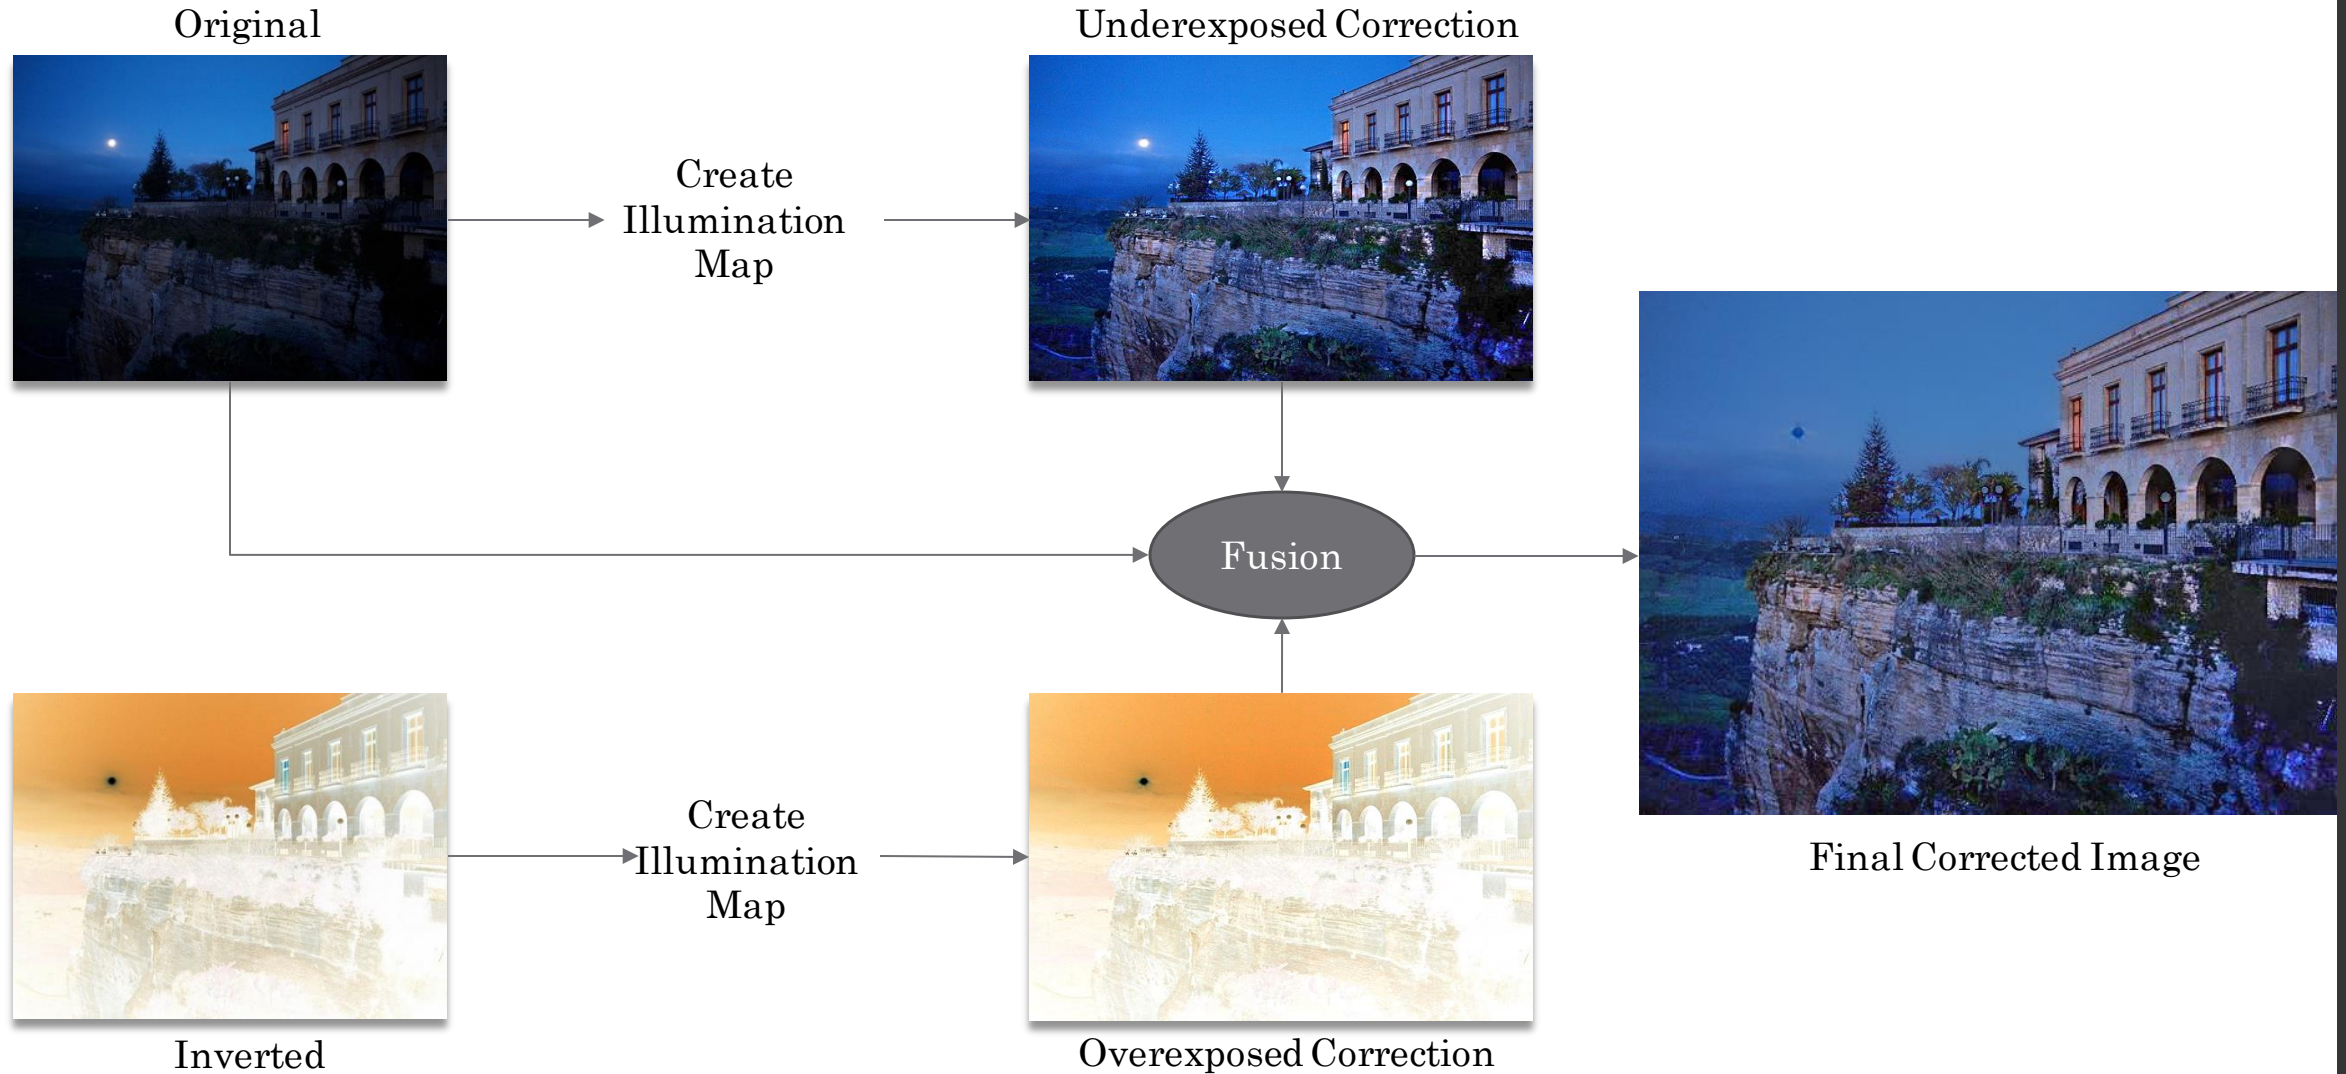 Original
Underexposed Correction
Create
Illumination
Map
Fusion
Create
Illumination
Map
Final Corrected Image
Inverted
Overexposed Correction